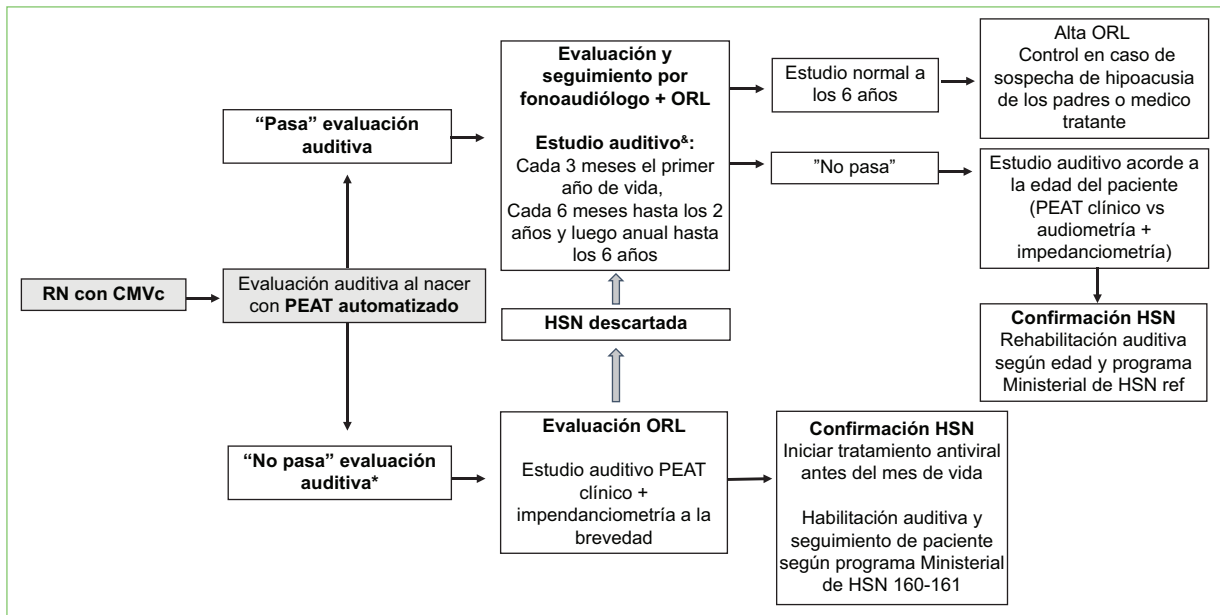 RN con CMVc
Evaluación auditiva al nacer
con PEAT automatizado
“Pasa” evaluación
auditiva
“No pasa” evaluación
auditiva*
Evaluación y
seguimiento por
fonoaudiólogo + ORL
Estudio auditivo&:
Cada 3 meses el primer
año de vida,
Cada 6 meses hasta los 2
años y luego anual hasta
los 6 años
HSN descartada
Evaluación ORL
Estudio auditivo PEAT
clínico +
impendanciometría a la
brevedad
Estudio normal a
los 6 años
”No pasa”
Alta ORL
Control en caso de
sospecha de hipoacusia
de los padres o medico
tratante
Estudio auditivo acorde a
la edad del paciente
(PEAT clínico vs
audiometría +
impedanciometría)
Confirmación HSN
Rehabilitación auditiva
según edad y programa
Ministerial de HSN ref
Confirmación HSN
Iniciar tratamiento antiviral
antes del mes de vida
Habilitación auditiva y
seguimiento de paciente
según programa Ministerial
de HSN 160-161